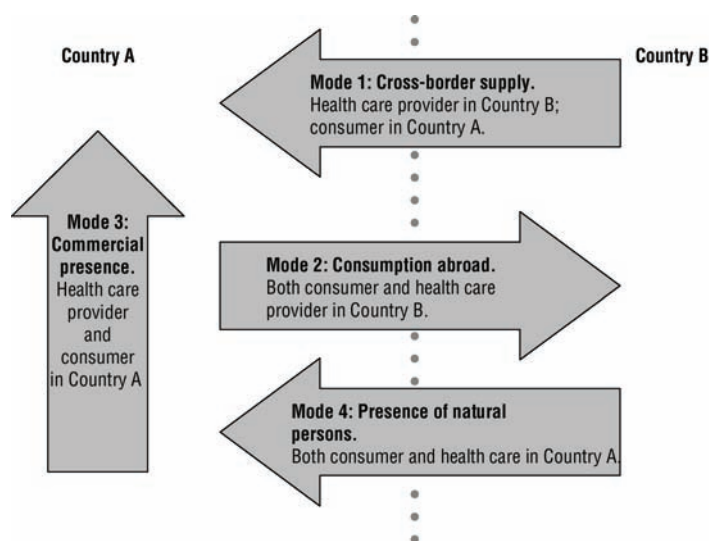 Country A
Country B
Mode 1: Cross-border supply.
Health care provider in Country B;
consumer in Country A.
Mode 3:
Commercial
presence.
Health care
provider
and
consumer
in Country A
Mode 2: Consumption abroad.
Both consumer and health care
provider in Country B.
Mode 4: Presence of natural
persons.
Both consumer and health care in Country A.